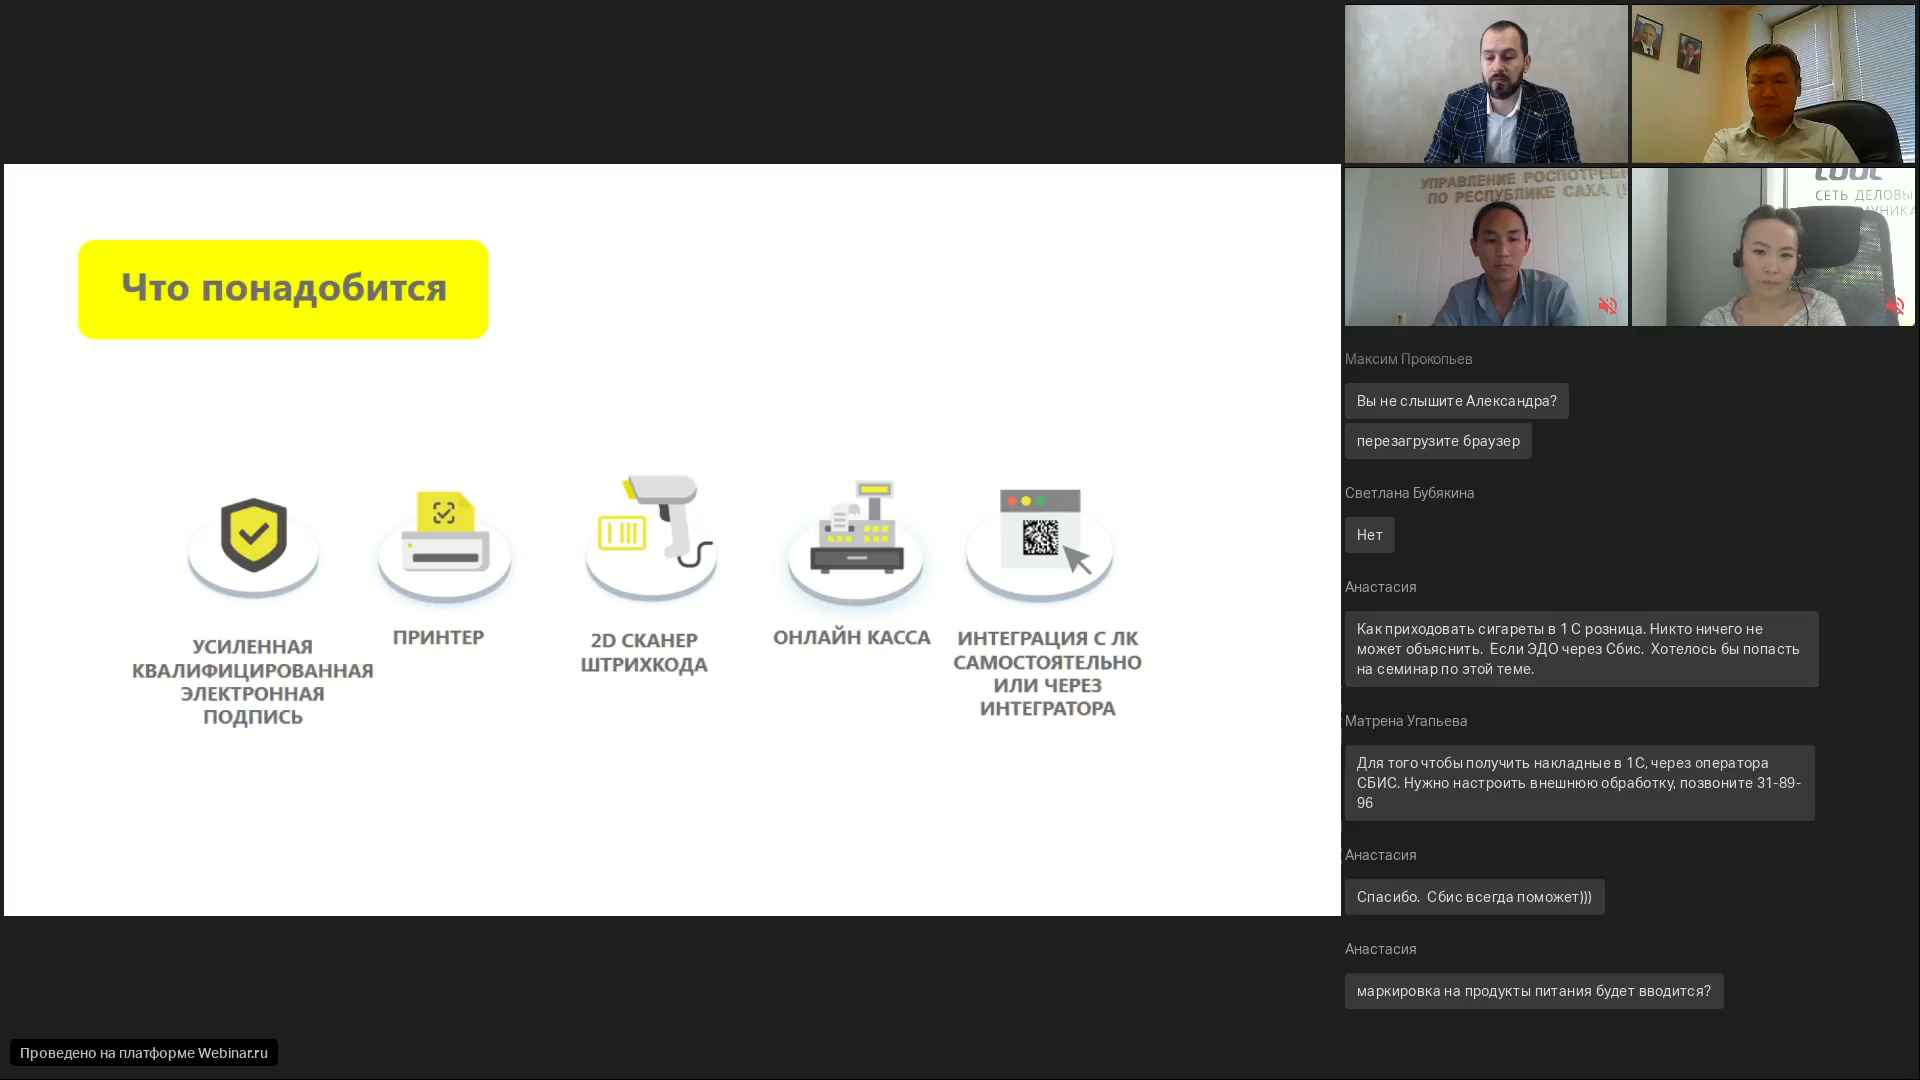 Что понадобится
УСИЛЕННАЯ
КВАЛИФИЦИРОВАННАЯ
ЭЛЕКТРОННАЯ
ПОДПИСЬ
ПРИНТЕР
2D СКАНЕР
ШТРИХКОДА
ОНЛАЙН КАССА
ИНТЕГРАЦИЯ С ЛК
САМОСТОЯТЕЛЬНО
ИЛИ ЧЕРЕЗ
ИНТЕГРАТОРА
УПРАВЛЕНИЕ
ПО РЕСПУБЛИКЕ САХА
СЕТЬ
Максим Прокопьев
Вы не слышите Александра?
перезагрузите браузер
Светлана Бубякина
Нет
Анастасия
Как приходовать сигареты в 1 С розница. Никто ничего не
может объяснить. Если ЭДО через Сбис. Хотелось бы попасть
на семинар по этой теме.
Матрена Угапьева
Для того чтобы получить накладные в 1С, через оператора
СБИС. Нужно настроить внешнюю обработку, позвоните 31-89-
96
Анастасия
Спасибо. Сбис всегда поможет)))
Анастасия
маркировка на продукты питания будет вводится?
Проведено на платформе Webinar.ru